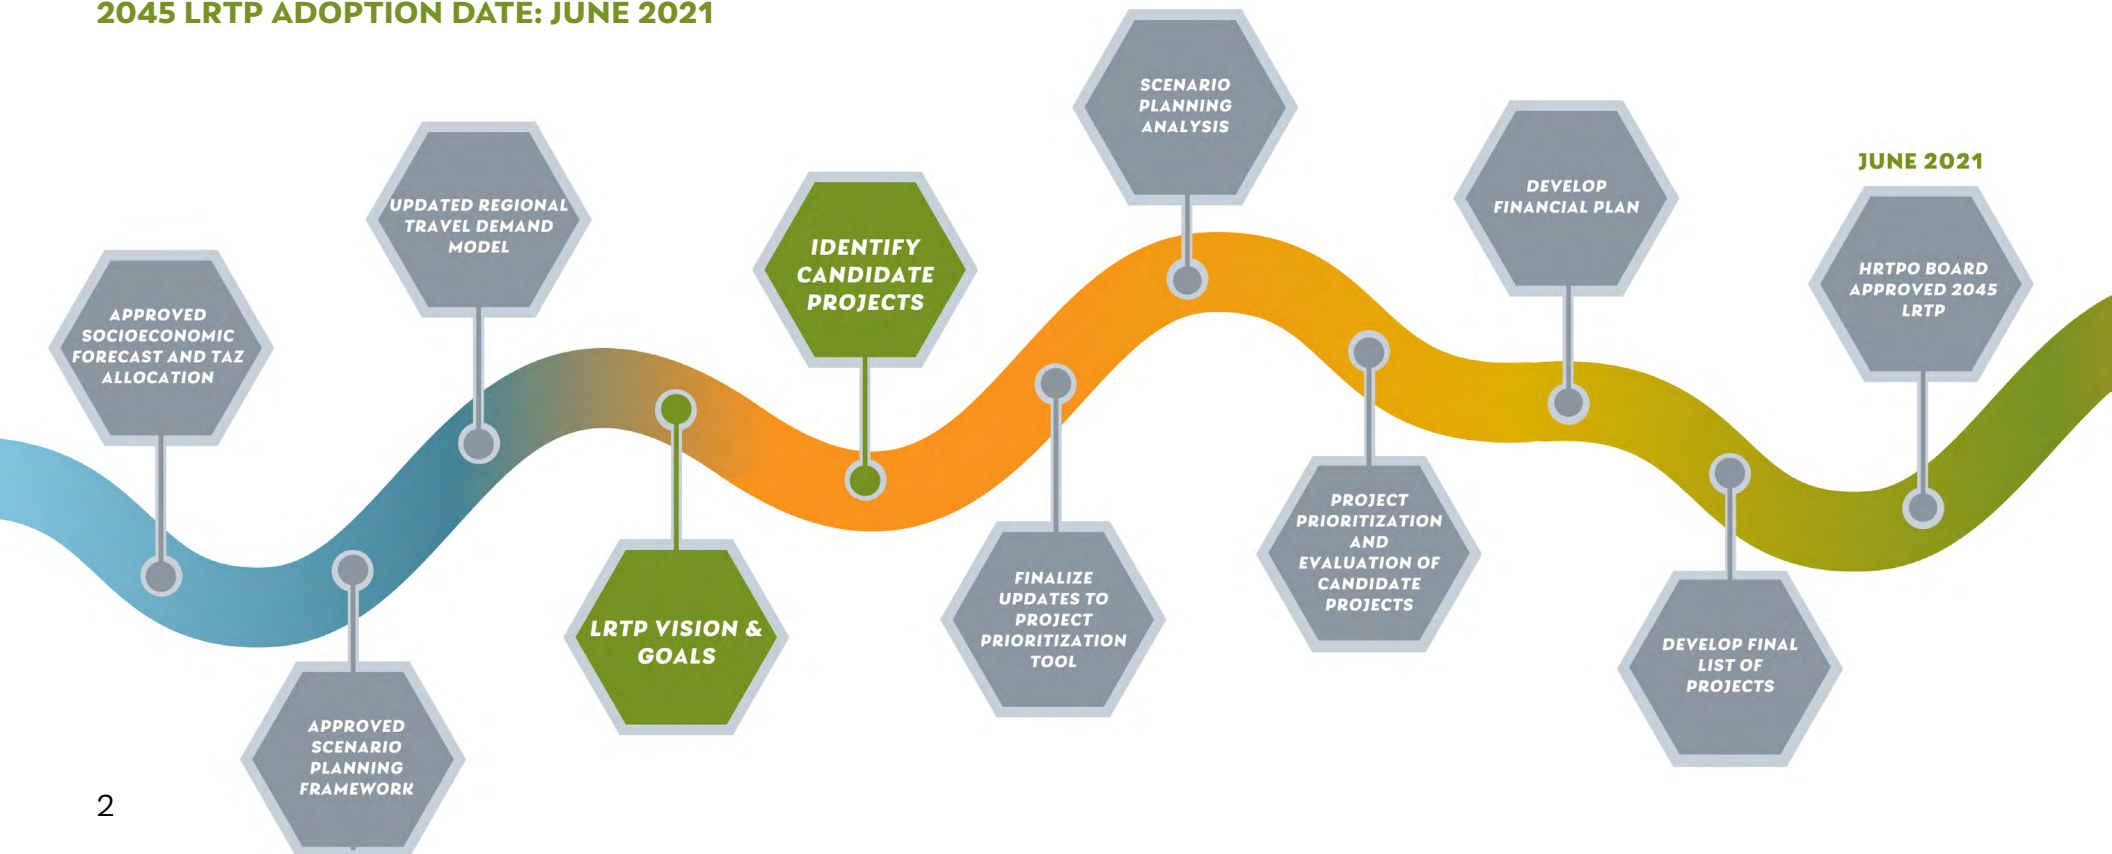 2045 LRTP ADOPTION DATE: JUNE 2021
APPROVED
SOCIOECONOMIC
FORECAST AND TAZ
ALLOCATION
APPROVED
SCENARIO
PLANNING
FRAMEWORK
UPDATED REGIONAL
TRAVEL DEMAND
MODEL
LRTP VISION &
GOALS
IDENTIFY
CANDIDATE
PROJECTS
FINALIZE
UPDATES TO
PROJECT
PRIORITIZATION
TOOL
SCENARIO
PLANNING
ANALYSIS
PROJECT
PRIORITIZATION
AND
EVALUATION OF
CANDIDATE
PROJECTS
DEVELOP
FINANCIAL PLAN
DEVELOP FINAL
LIST OF
PROJECTS
JUNE 2021
HRTPO BOARD
APPROVED 2045
LRTP
2